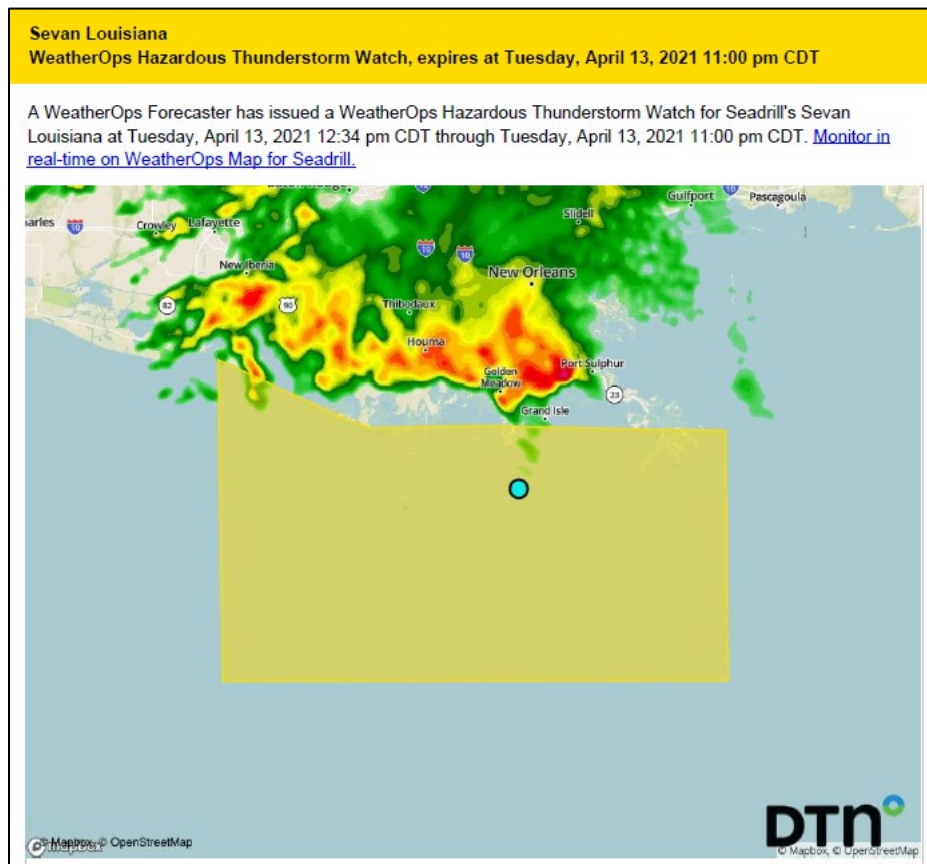 Sevan Louisiana
WeatherOps Hazardous Thunderstorm Watch, expires at Tuesday, April 13, 2021 11:00 pm CDT
A WeatherOps Forecaster has issued a WeatherOps Hazardous Thunderstorm Watch for Seadrill's Sevan
Louisiana at Tuesday, April 13, 2021 12:34 pm CDT through Tuesday, April 13, 2021 11:00 pm CDT. Monitor in
real-time on WeatherOps Map for Seadrill.
12
10
Gulfport
Pascagoula
arles
10
Crowley
Lafayette
Slidell
10
10
New Iberia
New Orleans
82
90
Thibodaux
Houma
Port Sulphur
Golden
Meadow
23
Grand Isle
DTN
© Mapbox, © OpenStreetMap
mapbox
© Mapbox, © OpenStreetMap